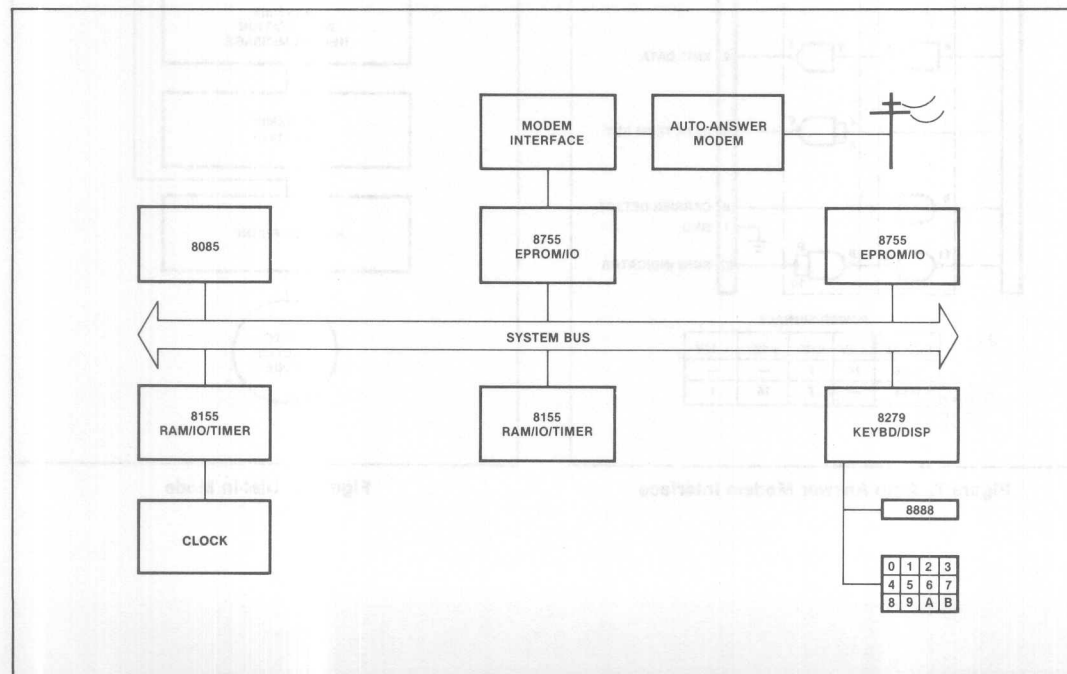 MODEM
INTERFACE
AUTO-ANSWER
MODEM
8085
8755
EPROM/IO
8755
EPROM/IO
SYSTEM BUS
8155
RAM/IO/TIMER
8155
RAM/IO/TIMER
8279
KEYBD/DISP
CLOCK
8888
0 1 2 3
4 5 6 7
8 9 A B